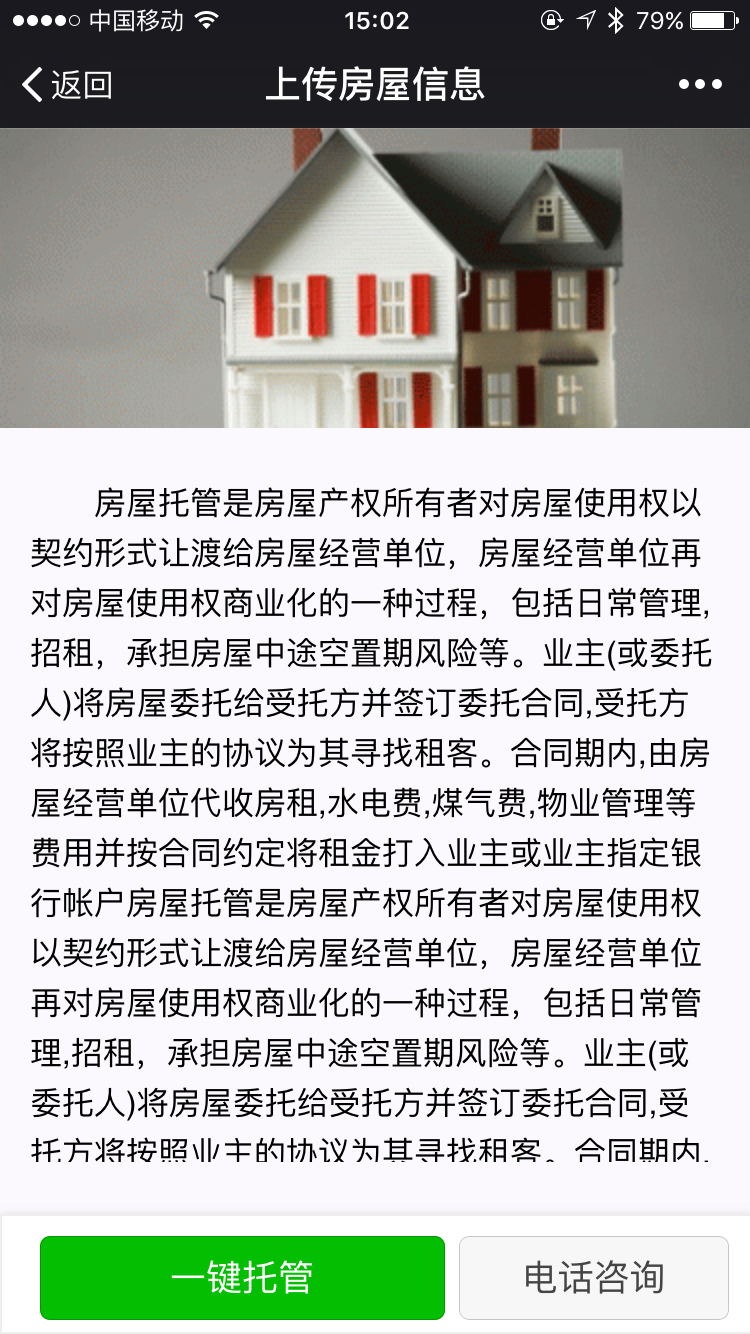 中国移动 15:02 79%
返回 上传房屋信息
房屋托管是房屋产权所有者对房屋使用权以
契约形式让渡给房屋经营单位，房屋经营单位再
对房屋使用权商业化的一种过程，包括日常管理,
招租，承担房屋中途空置期风险等。业主(或委托
人)将房屋委托给受托方并签订委托合同,受托方
将按照业主的协议为其寻找租客。合同期内,由房
屋经营单位代收房租,水电费,煤气费,物业管理等
费用并按合同约定将租金打入业主或业主指定银
行帐户房屋托管是房屋产权所有者对房屋使用权
以契约形式让渡给房屋经营单位，房屋经营单位
再对房屋使用权商业化的一种过程，包括日常管
理,招租，承担房屋中途空置期风险等。业主(或
委托人)将房屋委托给受托方并签订委托合同,受
托方将按照业主的协议为其寻找租客。合同期内,
一键托管 电话咨询